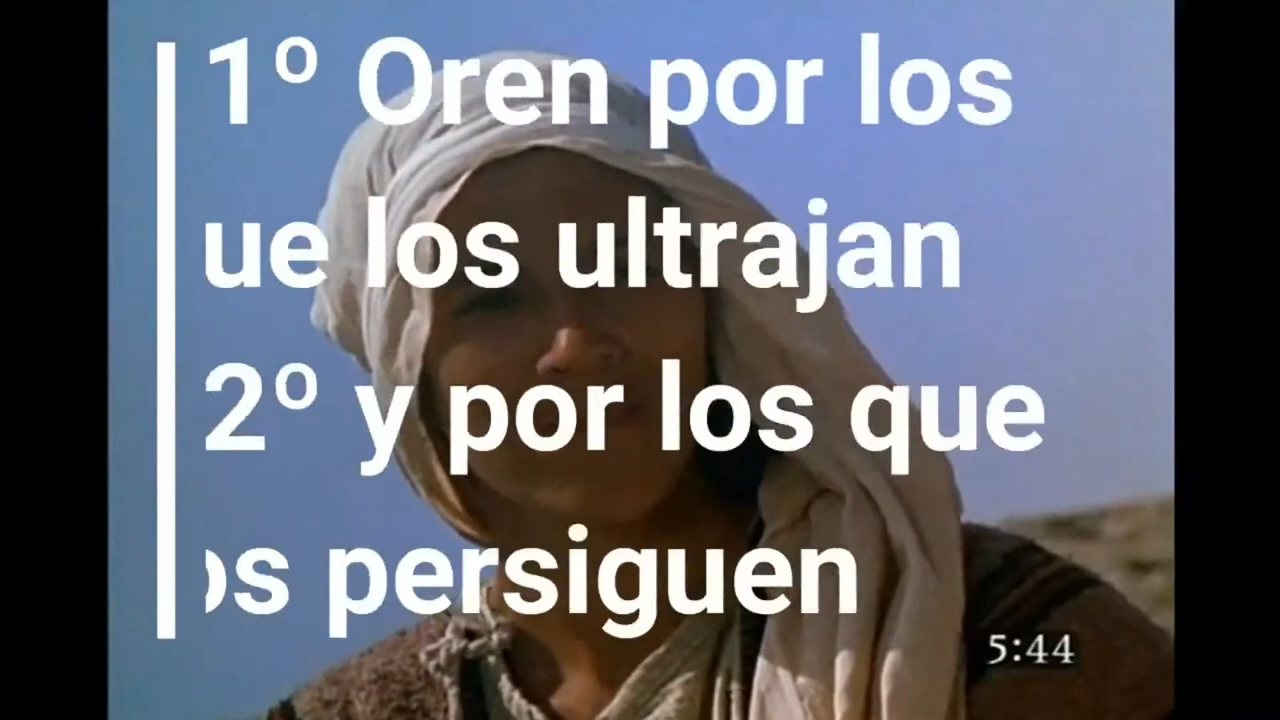 1º Oren por los
ue los ultrajan
2º y por los que
os persiguen
5:44